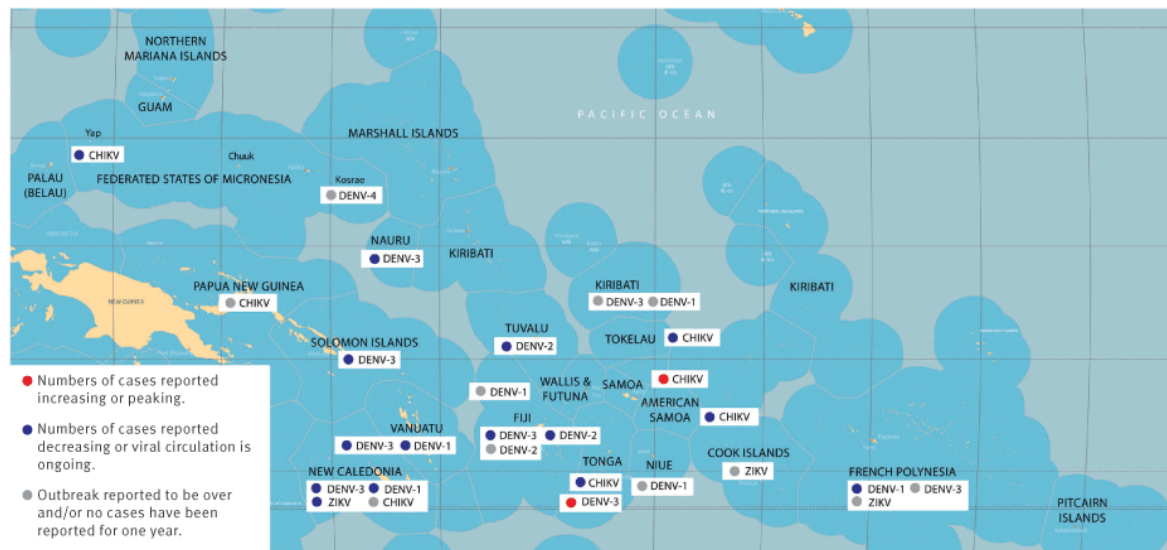 NORTHERN
MARIANA ISLANDS
GUAM
PACIFIC OCEAN
MARSHALL ISLANDS
Yap
CHIKV
Chuuk
PALAU
(BELAU)
FEDERATED STATES OF MICRONESIA
Kosrae
DENV-4
NAURU
DENV-3
KIRIBATI
PAPUA NEW GUINEA
CHIKV
NEW GUINEA
KIRIBATI
DENV-3 DENV-1
KIRIBATI
SOLOMON ISLANDS
DENV-3
TUVALU
DENV-2
TOKELAU
CHIKV
WALLIS &
FUTUNA
DENV-1
SAMOA
CHIKV
AMERICAN
SAMOA
CHIKV
FIJI
DENV-3 DENV-2
DENV-2
VANUATU
DENV-3 DENV-1
NEW CALEDONIA
DENV-3 DENV-1
ZIKV CHIKV
TONGA
CHIKV
DENV-3
NIUE
DENV-1
COOK ISLANDS
ZIKV
FRENCH POLYNESIA
DENV-1 DENV-3
ZIKV
PITCAIRN
ISLANDS
Numbers of cases reported
increasing or peaking.
Numbers of cases reported
decreasing or viral circulation is
ongoing.
Outbreak reported to be over
and/or no cases have been
reported for one year.